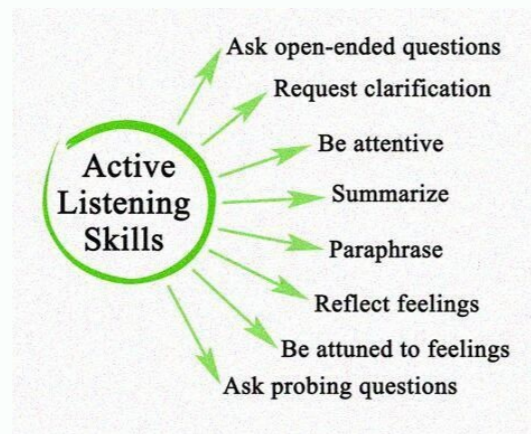 Active
Listening
Skills
Ask open-ended questions
Request clarification
Be attentive
Summarize
Paraphrase
Reflect feelings
Be attuned to feelings
Ask probing questions